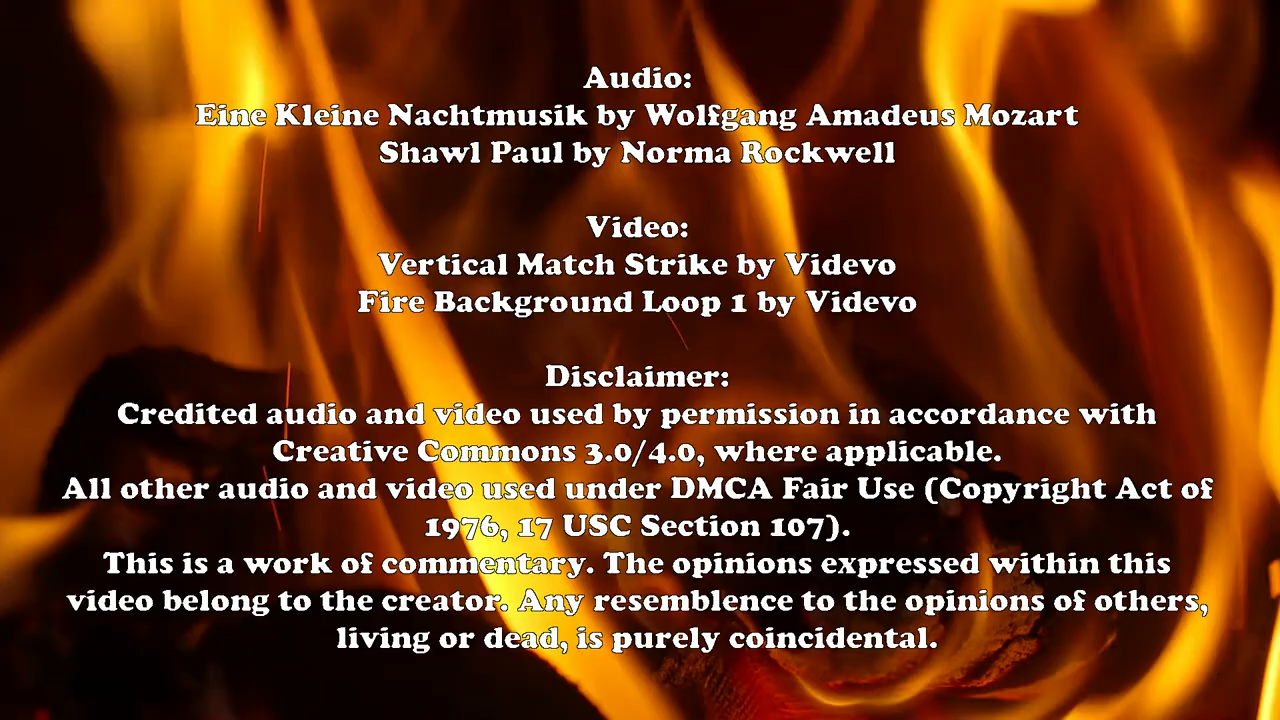 Audio:
Eine Kleine Nachtmusik by Wolfgang Amadeus Mozart
Shawl Paul by Norma Rockwell
Video:
Vertical Match Strike by Videvo
Fire Background Loop 1 by Videvo
Disclaimer:
Credited audio and video used by permission in accordance with
Creative Commons 3.0/4.0, where applicable.
All other audio and video used under DMCA Fair Use (Copyright Act of
1976, 17 USC Section 107).
This is a work of commentary. The opinions expressed within this
video belong to the creator. Any resemblence to the opinions of others,
living or dead, is purely coincidental.